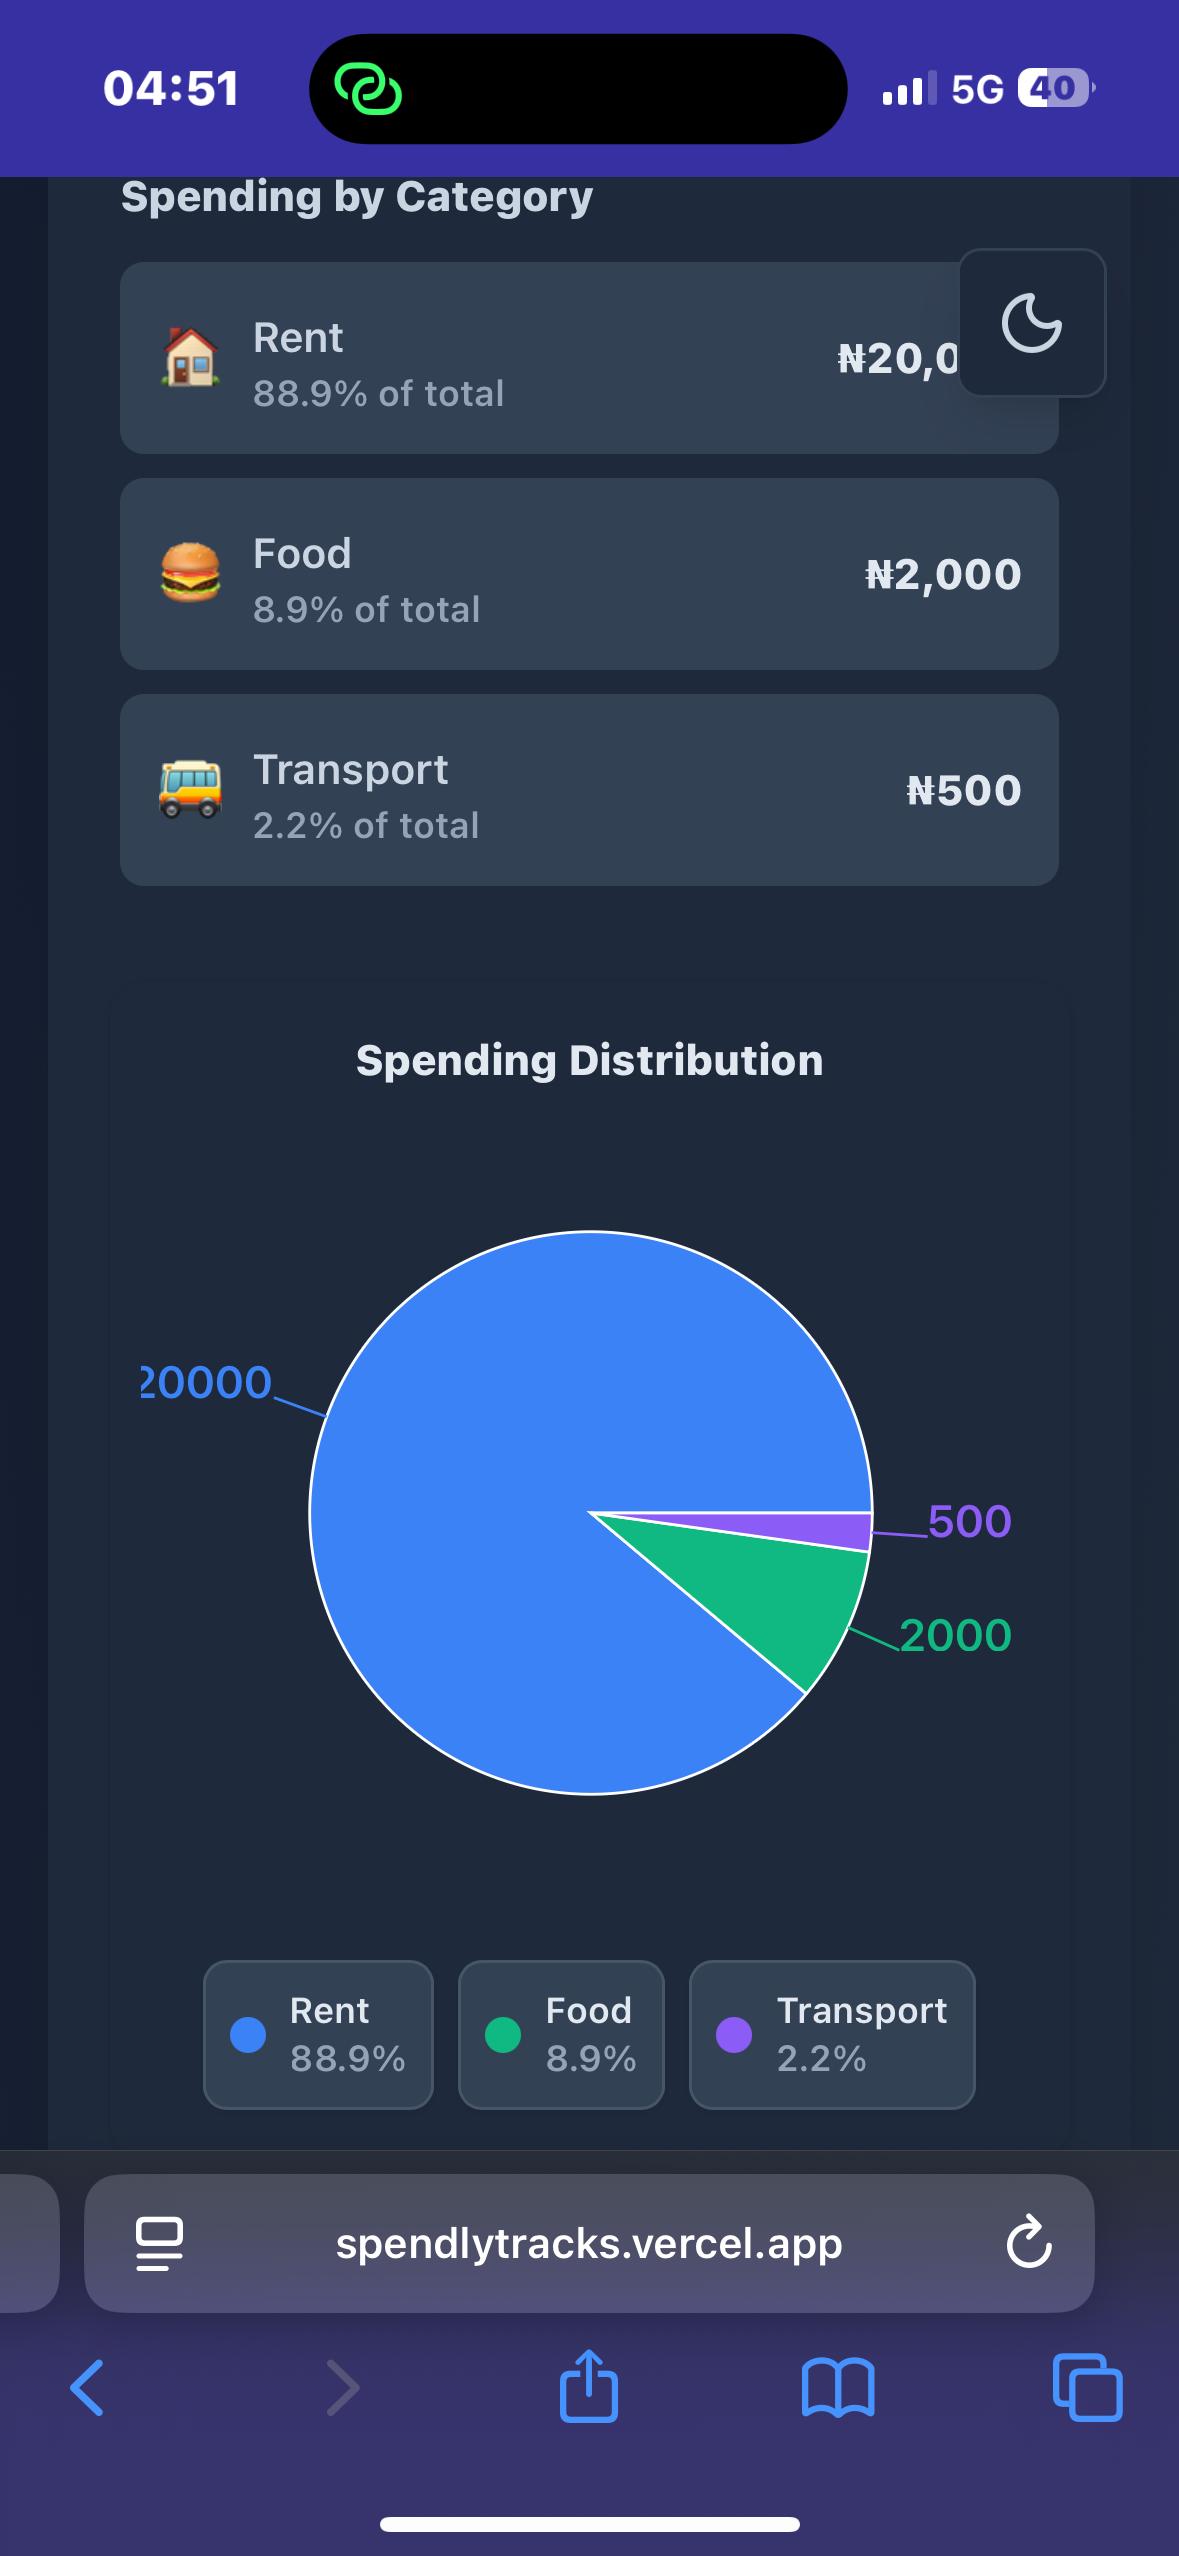 04:51
5G
40
Spending by Category
Rent
88.9% of total
₦20,0
Food
8.9% of total
₦2,000
Transport
2.2% of total
₦500
Spending Distribution
20000
500
2000
Rent
88.9%
Food
8.9%
Transport
2.2%
spendlytracks.vercel.app